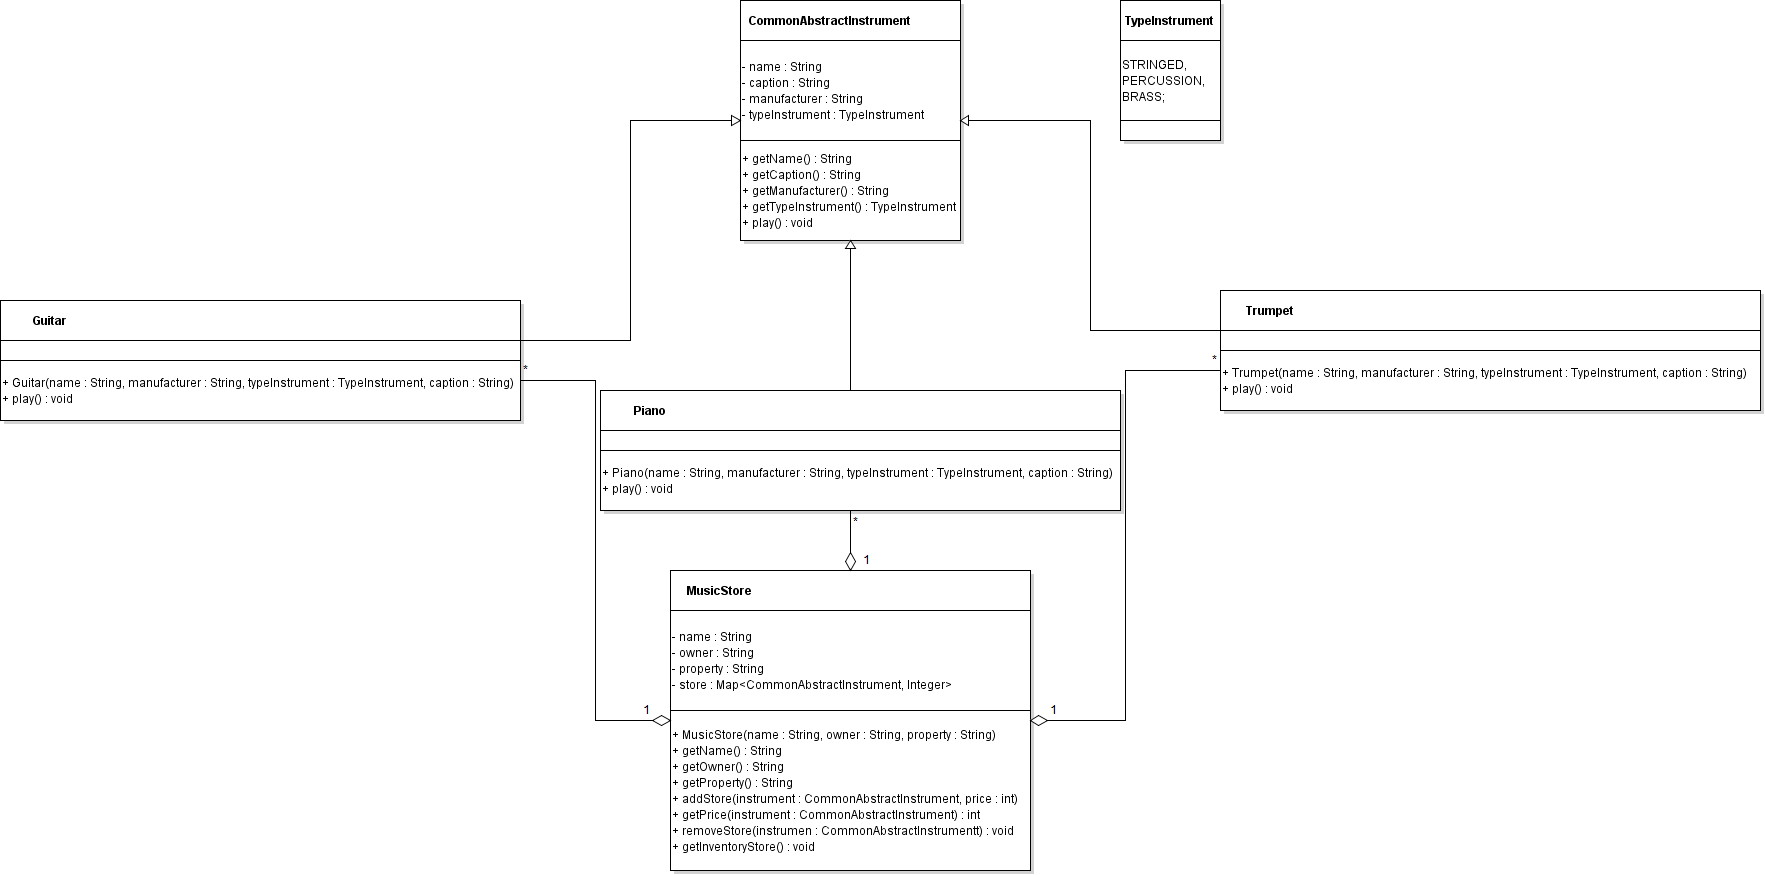 CommonAbstractInstrument
- name : String
- caption : String
- manufacturer : String
- typeInstrument : TypeInstrument
+ getName() : String
+ getCaption() : String
+ getManufacturer() : String
+ getTypeInstrument() : TypeInstrument
+ play() : void
TypeInstrument
STRINGED,
PERCUSSION,
BRASS;
Guitar
+ Guitar(name : String, manufacturer : String, typeInstrument : TypeInstrument, caption : String)
+ play() : void
*
Trumpet
+ Trumpet(name : String, manufacturer : String, typeInstrument : TypeInstrument, caption : String)
+ play() : void
*
Piano
+ Piano(name : String, manufacturer : String, typeInstrument : TypeInstrument, caption : String)
+ play() : void
*
1
MusicStore
- name : String
- owner : String
- property : String
- store : Map<CommonAbstractInstrument, Integer>
1
1
+ MusicStore(name : String, owner : String, property : String)
+ getName() : String
+ getOwner() : String
+ getProperty() : String
+ addStore(instrument : CommonAbstractInstrument, price : int)
+ getPrice(instrument : CommonAbstractInstrument) : int
+ removeStore(instrumen : CommonAbstractInstrumentt) : void
+ getInventoryStore() : void